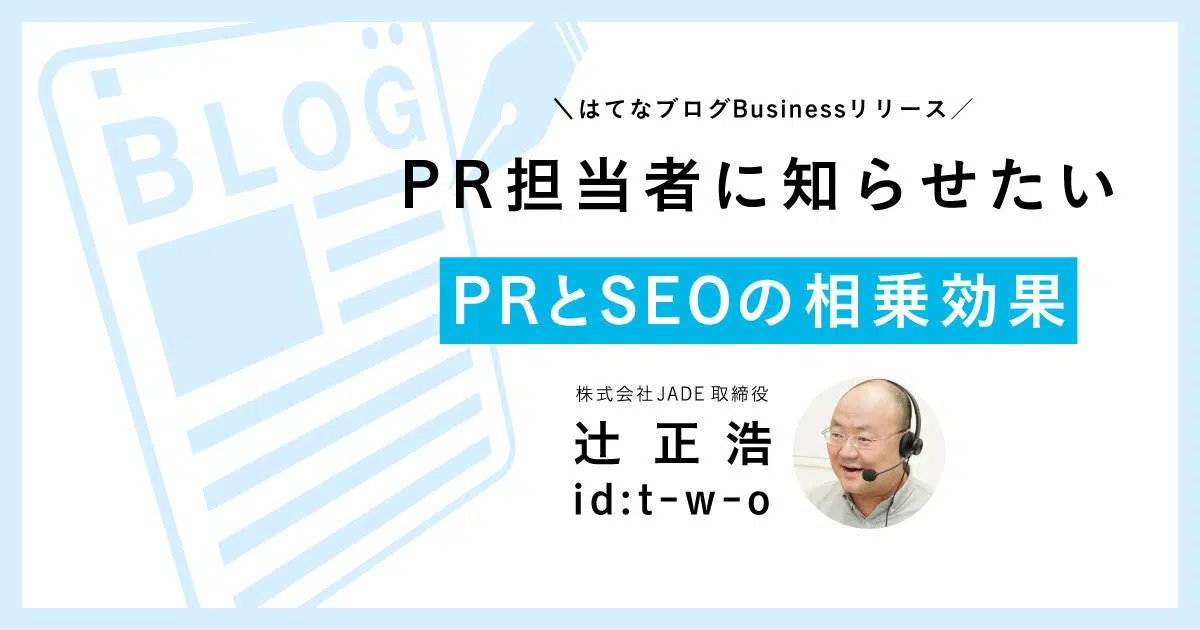 BLOG
\はてなブログBusinessリリース/
PR担当者に知らせたい
PRとSEOの相乗効果
株式会社JADE 取締役
辻 正 浩
id:t-w-o